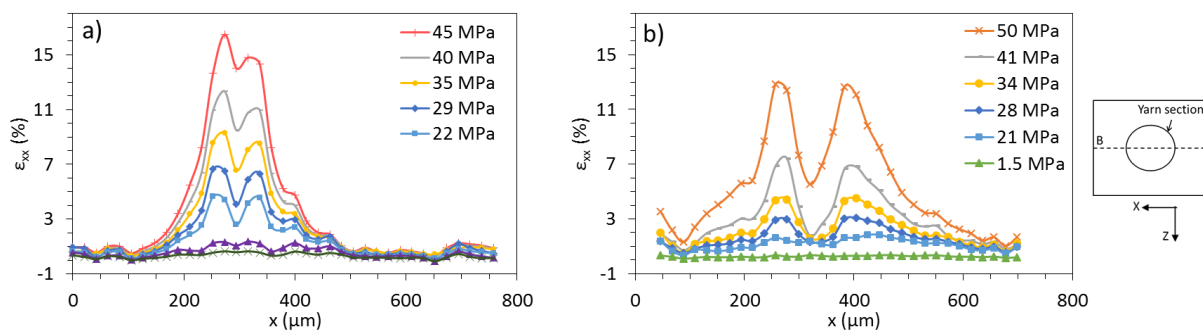 a)
45 MPa
40 MPa
35 MPa
29 MPa
22 MPa
15
11
7
3
-1
εxx (%)
0 200 400 600 800
x (μm)
b)
50 MPa
41 MPa
34 MPa
28 MPa
21 MPa
1.5 MPa
15
11
7
3
-1
εxx (%)
0 200 400 600 800
x (μm)
Yarn section
B
X
Z